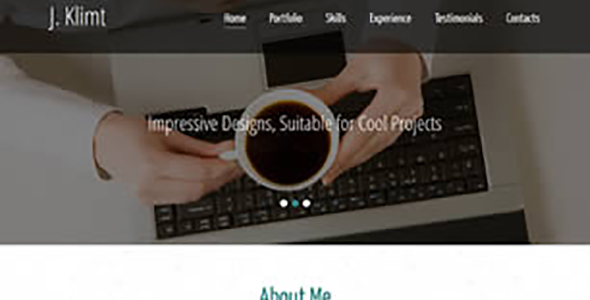 J. Klimt
Home Portfolio Skills Experience Testimonials Contacts
Impressive Designs, Suitable for Cool Projects
About Me